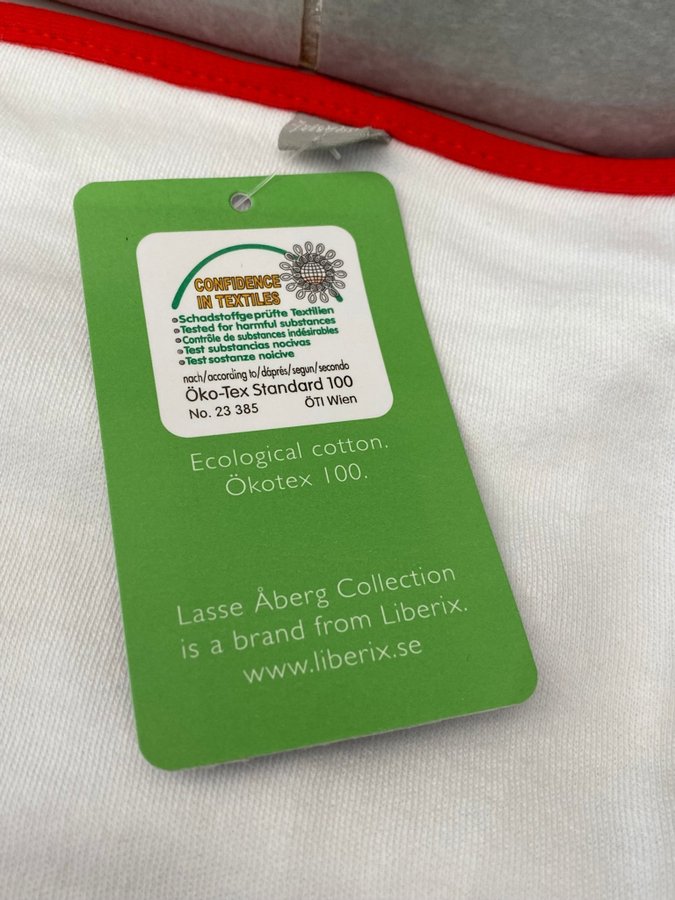 CONFIDENCE
IN TEXTILES
•Schadstoffgeprüfte Textilien
•Tested for harmful substances
•Contrôle de substances indésirables
•Test substancias nocivas
•Test sostanze noicive
nach/according to/dáprés/segun/secondo
Öko-Tex Standard 100
No. 23 385 ÖTI Wien
Ecological cotton.
Ökotex 100.
Lasse Åberg Collection
is a brand from Liberix.
www.liberix.se